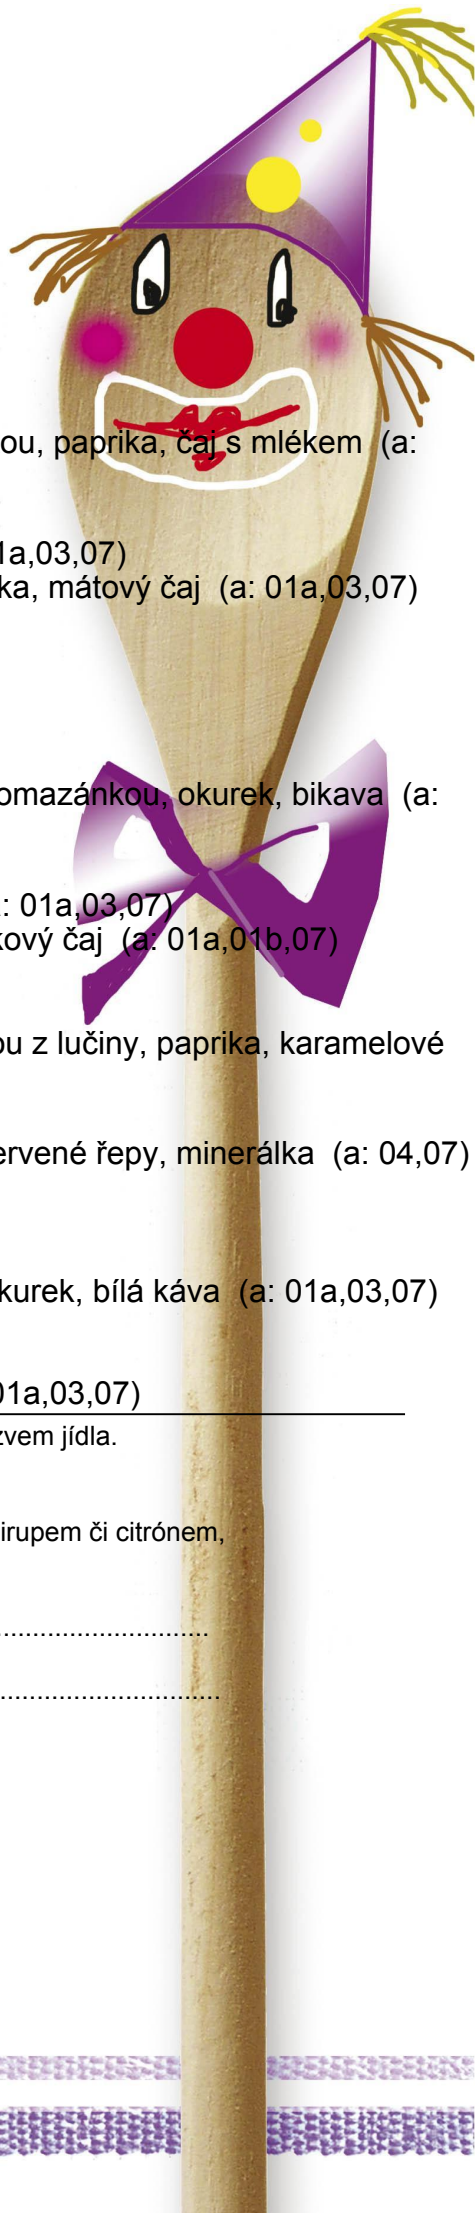 ou, paprika, čaj s mlékem (a:
1a,03,07)
ka, mátový čaj (a: 01a,03,07)
omazánkou, okurek, bikava (a:
: 01a,03,07)
kový čaj (a: 01a,01b,07)
ou z lučiny, paprika, karamelové
ervené řepy, minerálka (a: 04,07)
kurek, bílá káva (a: 01a,03,07)
01a,03,07)
zvem jídla.
irupem či citrónem,